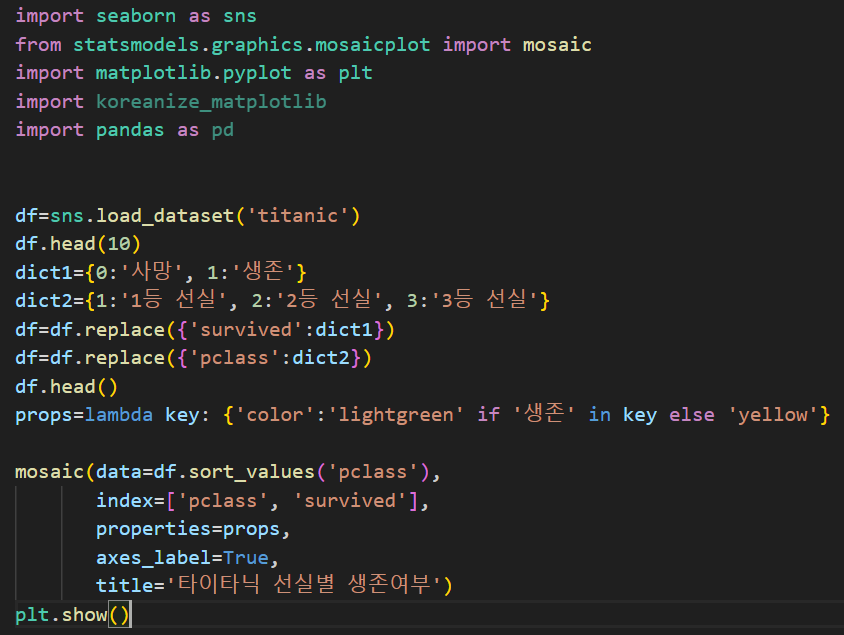 import seaborn as sns
from statsmodels.graphics.mosaicplot import mosaic
import matplotlib.pyplot as plt
import koreanize_matplotlib
import pandas as pd
df=sns.load_dataset('titanic')
df.head(10)
dict1={0:'사망', 1:'생존'}
dict2={1:'1등 선실', 2:'2등 선실', 3:'3등 선실'}
df=df.replace({'survived':dict1})
df=df.replace({'pclass':dict2})
df.head()
props=lambda key: {'color':'lightgreen' if '생존' in key else 'yellow'}
mosaic(data=df.sort_values('pclass'),
index=['pclass', 'survived'],
properties=props,
axes_label=True,
title='타이타닉 선실별 생존여부')
plt.show()